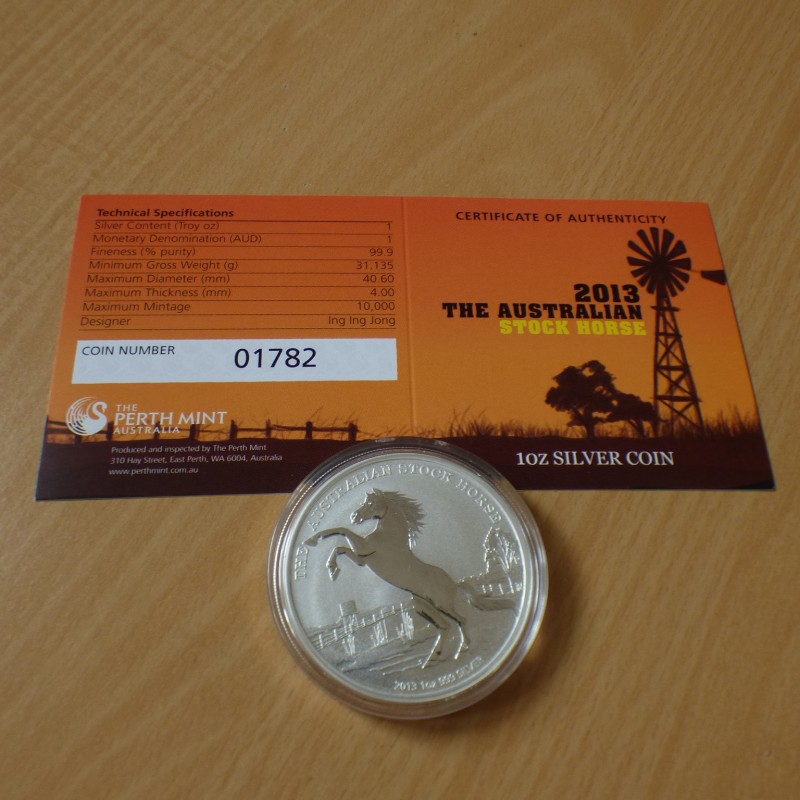 Technical Specifications
Silver Content (Troy oz) 1
Monetary Denomination (AUD) 1
Fineness (% purity) 99.9
Minimum Gross Weight (g) 31.135
Maximum Diameter (mm) 40.60
Maximum Thickness (mm) 4.00
Maximum Mintage 10,000
Designer Ing Ing Jong
COIN NUMBER 01782
THE
PERTH MINT
AUSTRALIA
Produced and inspected by The Perth Mint
310 Hay Street, East Perth, WA 6004, Australia
www.perthmint.com.au
CERTIFICATE OF AUTHENTICITY
2013
THE AUSTRALIAN
STOCK HORSE
1oz SILVER COIN
THE AUSTRALIAN STOCK HORSE
2013 1oz 999 SILVER